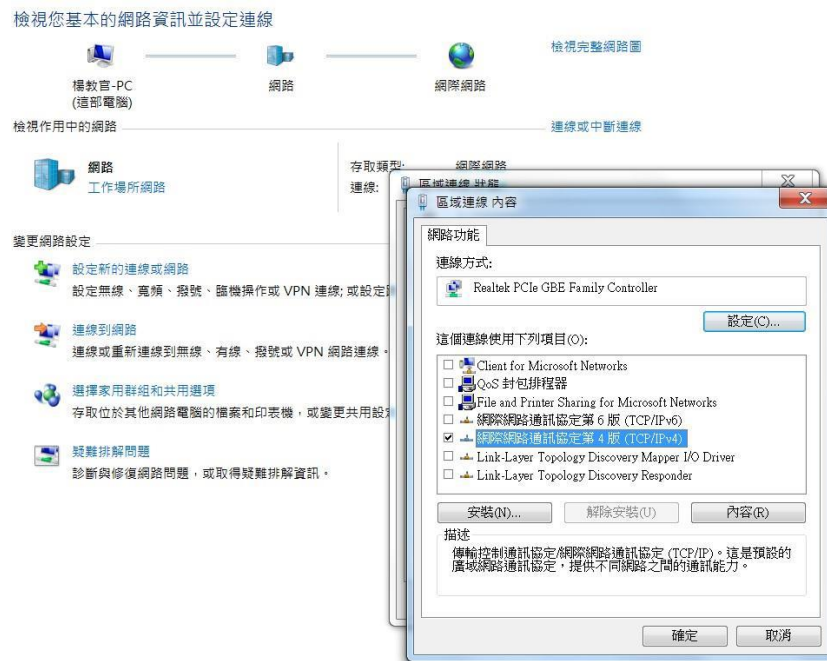 檢視您基本的網路資訊並設定連線
檢視完整網路圖
楊教官-PC
(這部電腦)
網路
網際網路
檢視作用中的網路
連線或中斷連線
網路
工作場所網路
存取類型:
網際網路
連線:
區域連線 狀態
變更網路設定
設定新的連線或網路
設定無線、寬頻、撥號、臨機操作或 VPN 連線; 或設定
連線到網路
連線或重新連線到無線、有線、撥號或 VPN 網路連線。
選擇家用群組和共用選項
存取位於其他網路電腦的檔案和印表機,或變更共用設
疑難排解問題
診斷與修復網路問題,或取得疑難排解資訊。
區域連線 內容
網路功能
連線方式:
Realtek PCIe GBE Family Controller
設定(C)...
這個連線使用下列項目(O):
Client for Microsoft Networks
QoS 封包排程器
File and Printer Sharing for Microsoft Networks
網際網路通訊協定第 6 版 (TCP/IPv6)
網際網路通訊協定第 4 版 (TCP/IPv4)
Link-Layer Topology Discovery Mapper I/O Driver
Link-Layer Topology Discovery Responder
安裝(N)...
解除安裝(U)
內容(R)
描述
傳輸控制通訊協定/網際網路通訊協定 (TCP/IP)。這是預設的
廣域網路通訊協定,提供不同網路之間的通訊能力。
確定
取消